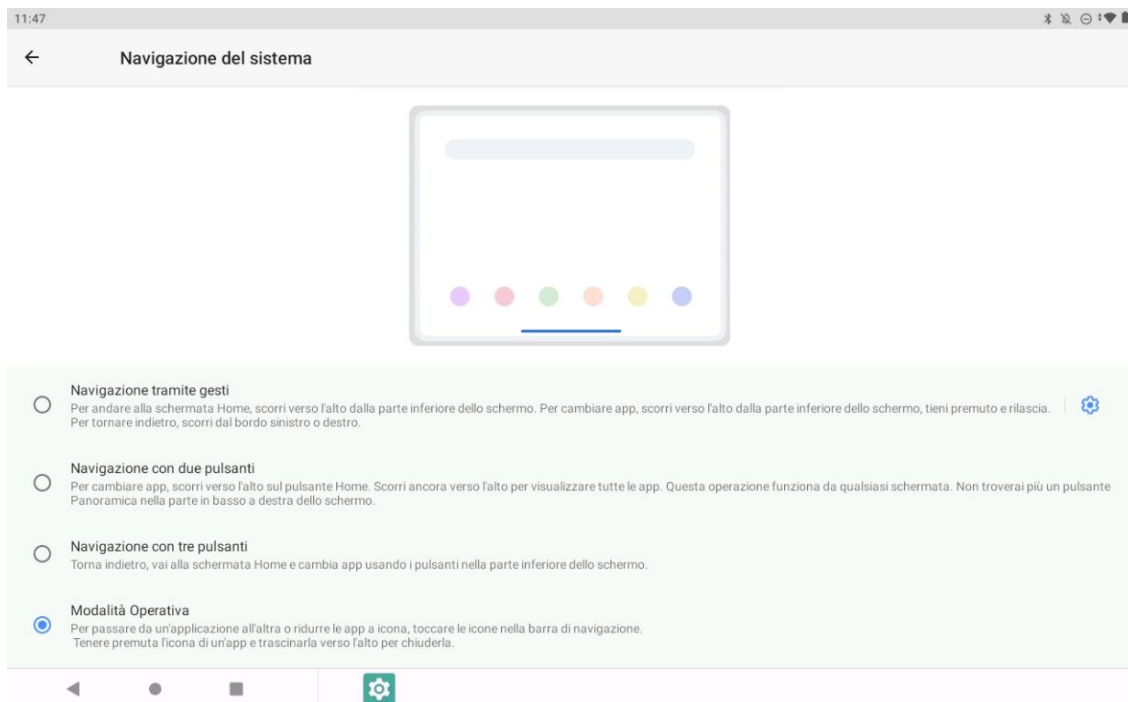 11:47
Navigazione del sistema
Navigazione tramite gesti
Per andare alla schermata Home, scorri verso l'alto dalla parte inferiore dello schermo. Per cambiare app, scorri verso l'alto dalla parte inferiore dello schermo, tieni premuto e rilascia.
Per tornare indietro, scorri dal bordo sinistro o destro.
Navigazione con due pulsanti
Per cambiare app, scorri verso l'alto sul pulsante Home. Scorri ancora verso l'alto per visualizzare tutte le app. Questa operazione funziona da qualsiasi schermata. Non troverai più un pulsante
Panoramica nella parte in basso a destra dello schermo.
Navigazione con tre pulsanti
Torna indietro, vai alla schermata Home e cambia app usando i pulsanti nella parte inferiore dello schermo.
Modalità Operativa
Per passare da un'applicazione all'altra o ridurre le app a icona, toccare le icone nella barra di navigazione.
Tenere premuta l'icona di un'app e trascinarla verso l'alto per chiuderla.